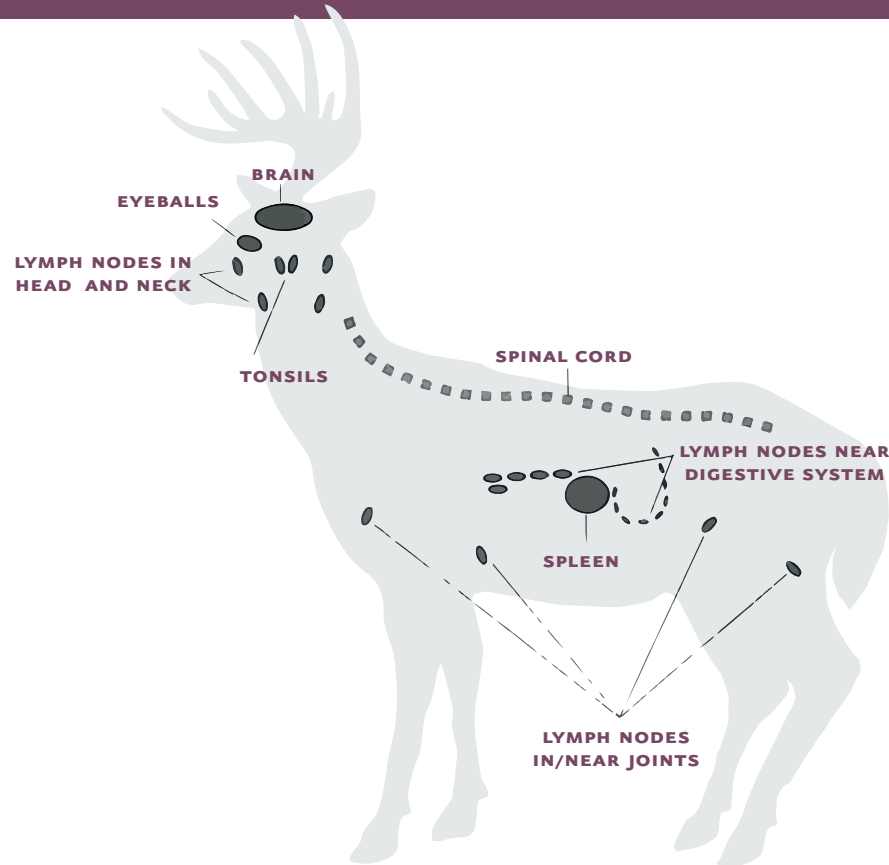 BRAIN
EYEBALLS
LYMPH NODES IN
HEAD AND NECK
TONSILS
SPINAL CORD
LYMPH NODES NEAR
DIGESTIVE SYSTEM
SPLEEN
LYMPH NODES
IN/NEAR JOINTS